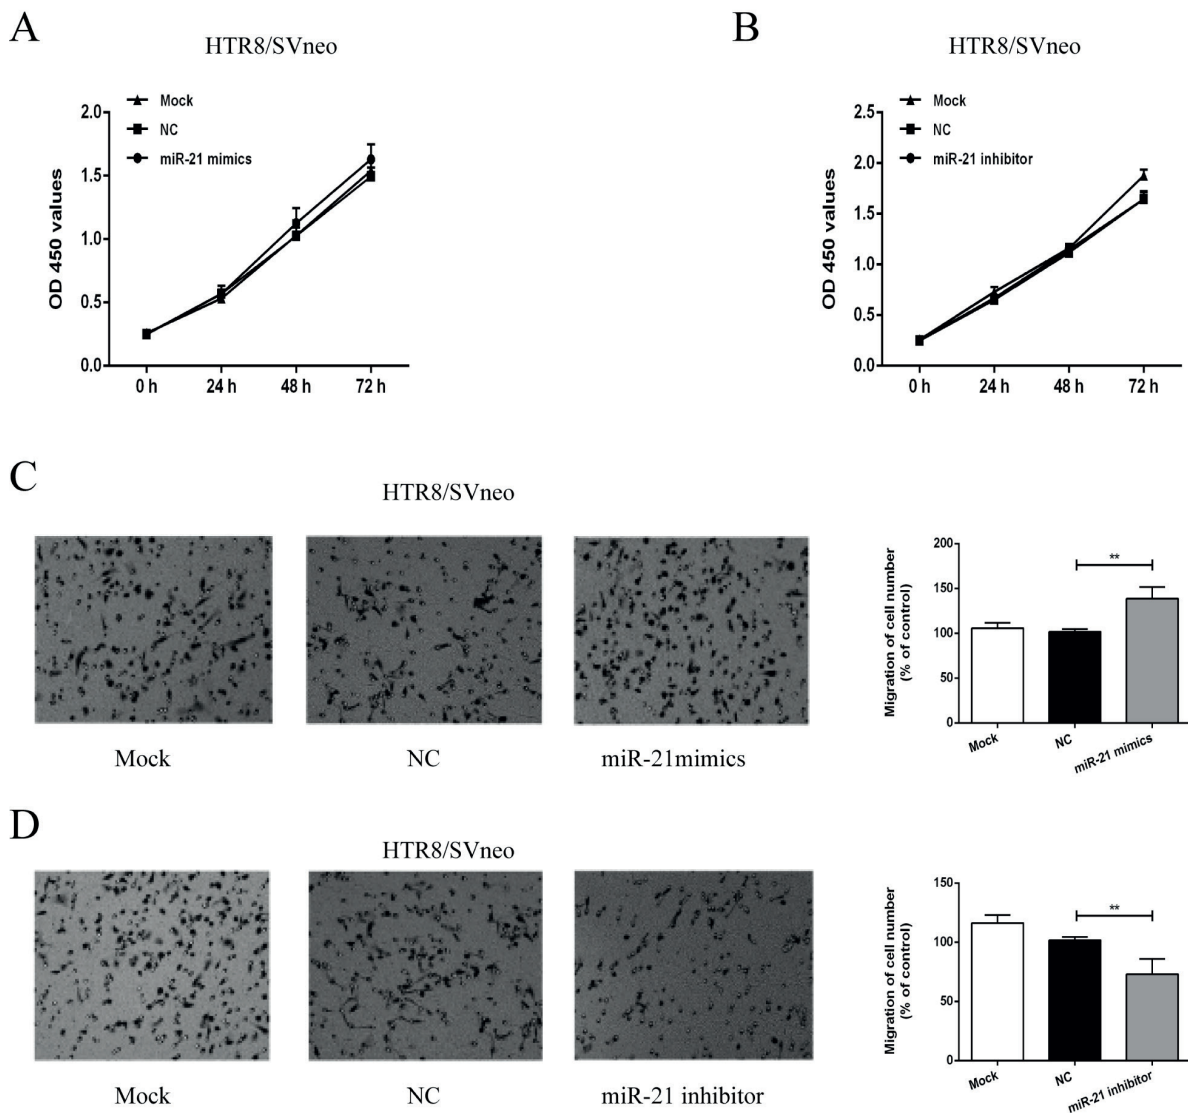 A
HTR8/SVneo
Mock
NC
miR-21 mimics
OD 450 values
2.0
1.5
1.0
0.5
0.0
0 h 24 h 48 h 72 h
B
HTR8/SVneo
Mock
NC
miR-21 inhibitor
OD 450 values
2.5
2.0
1.5
1.0
0.5
0.0
0 h 24 h 48 h 72 h
C
HTR8/SVneo
Mock
NC
miR-21mimics
Migration of cell number
(% of control)
200
150
100
50
0
**
Mock
NC
miR-21 mimics
D
HTR8/SVneo
Mock
NC
miR-21 inhibitor
Migration of cell number
(% of control)
150
100
50
0
**
Mock
NC
miR-21 inhibitor